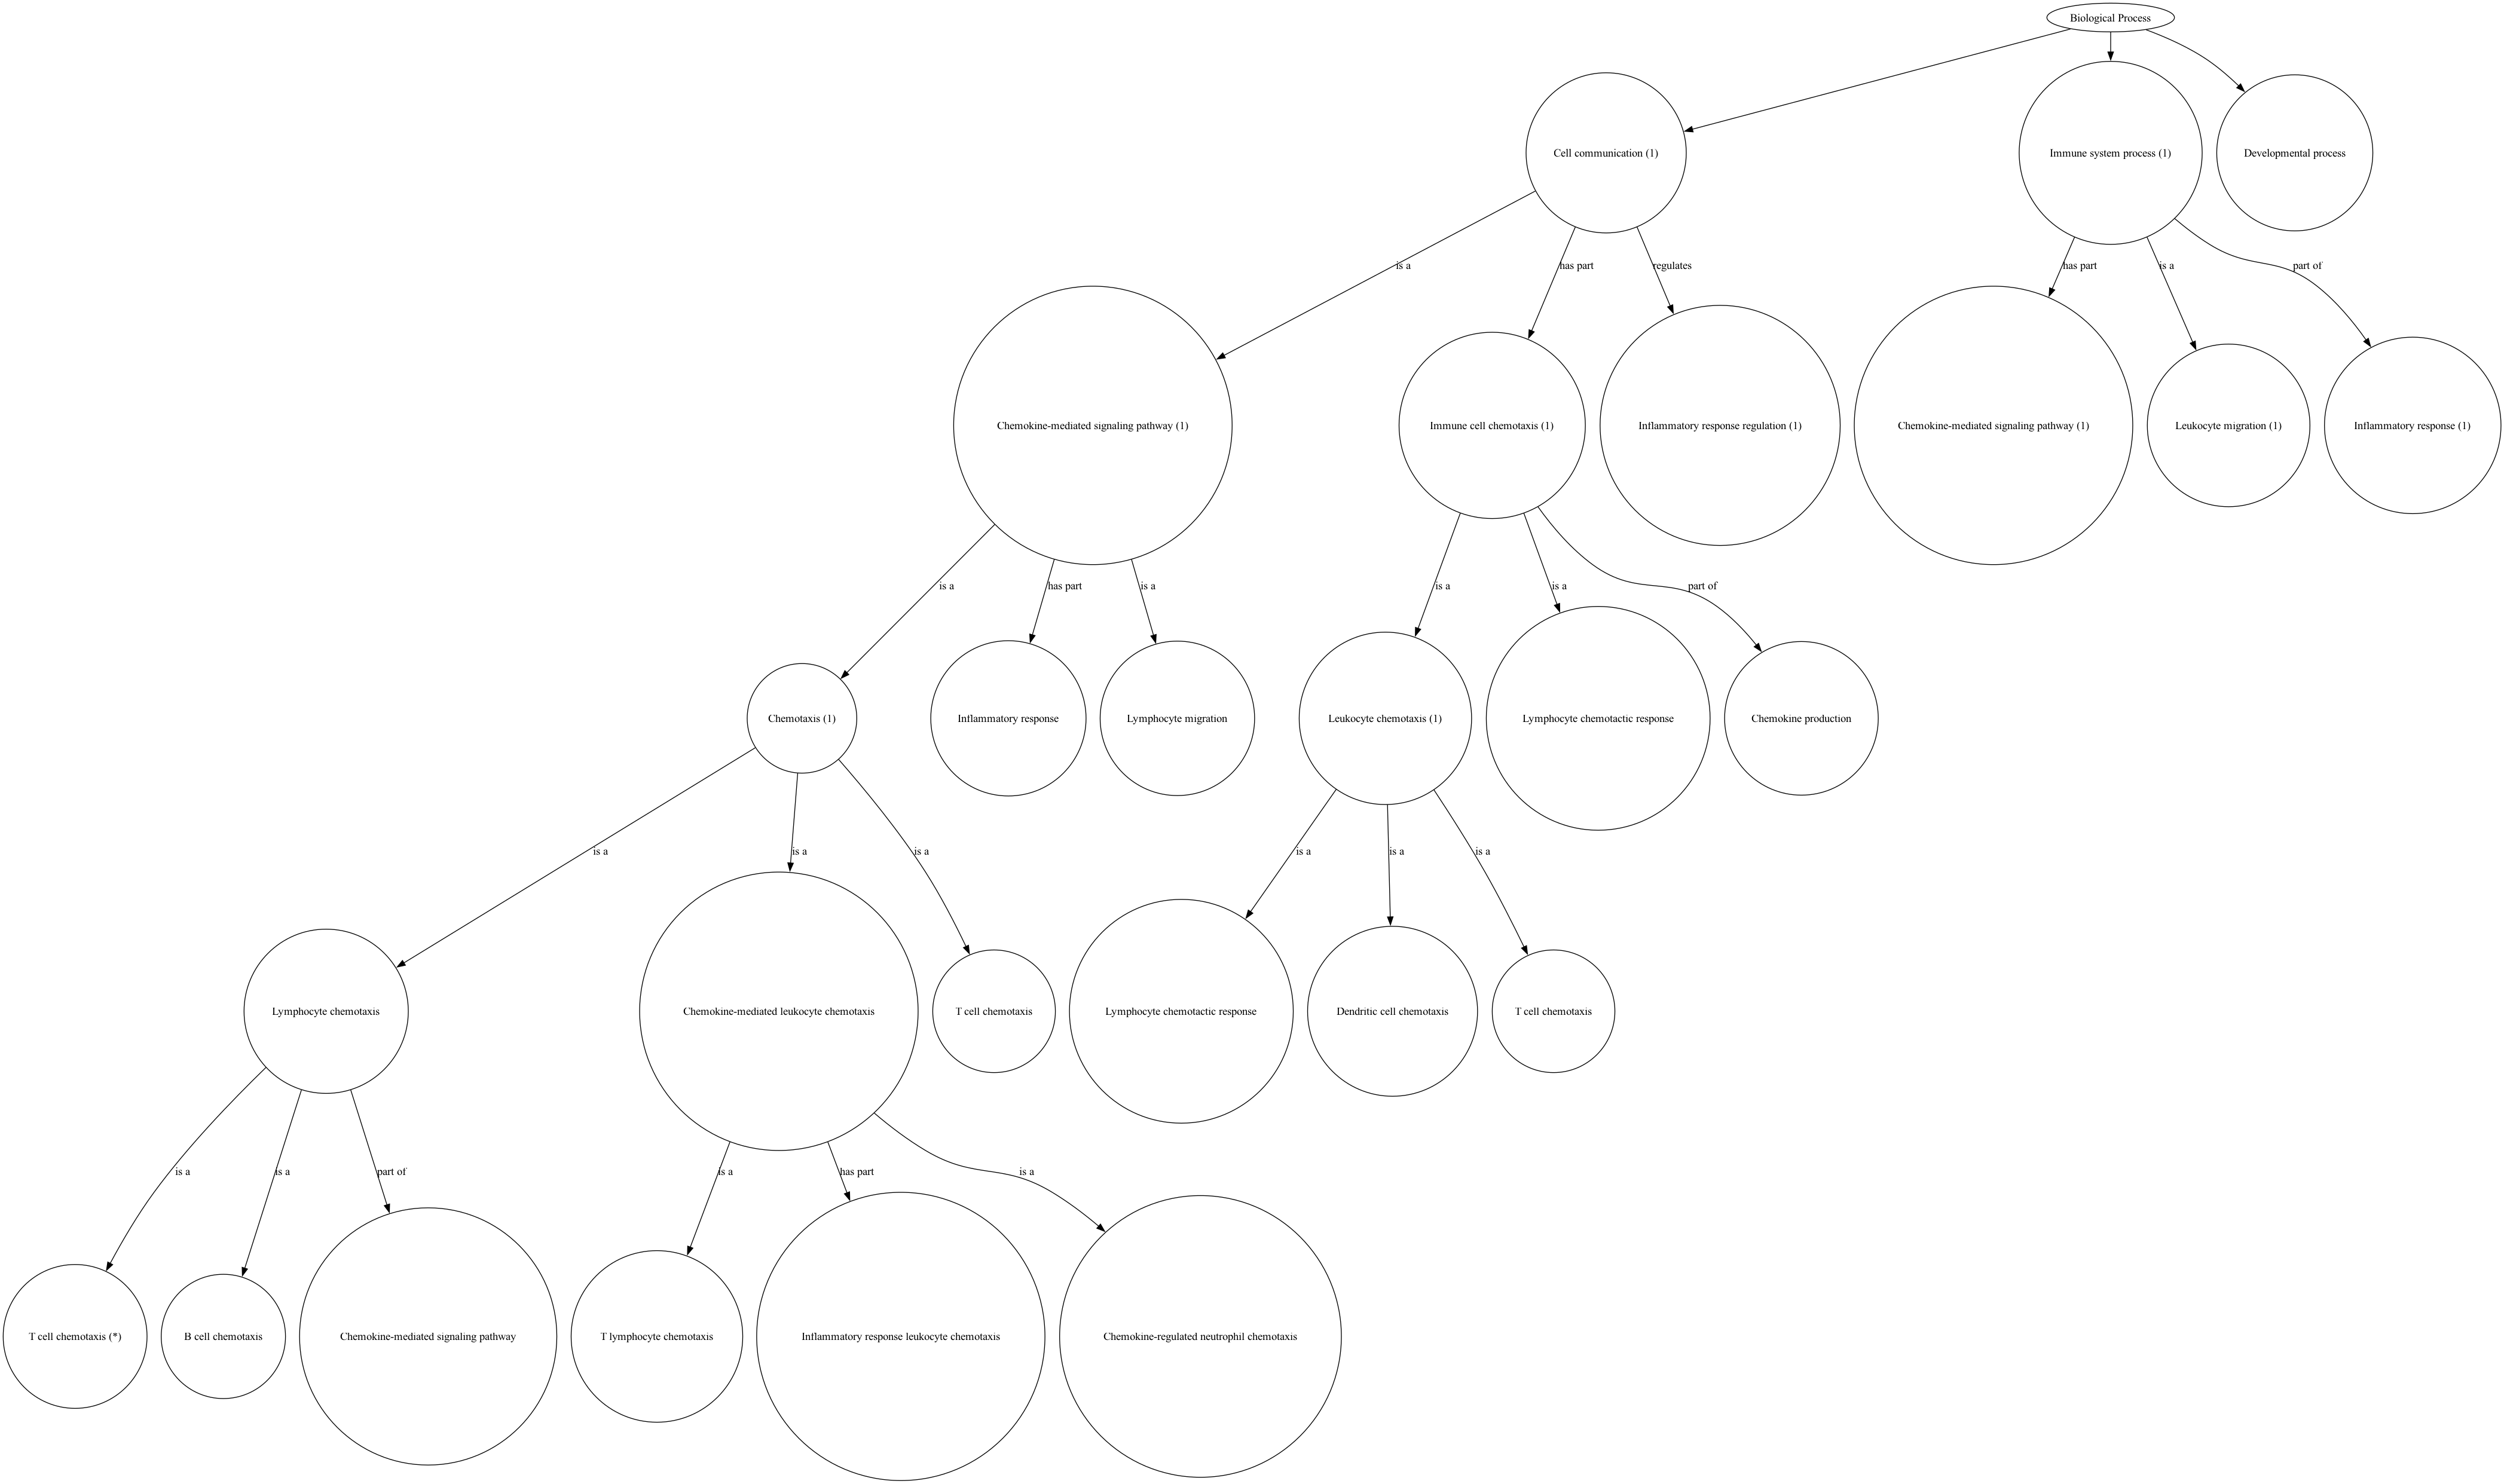 Biological Process
Cell communication (1)
Immune system process (1)
Developmental process
is a
has part
regulates
has part
is a
part of
Chemokine-mediated signaling pathway (1)
Immune cell chemotaxis (1)
Inflammatory response regulation (1)
Chemokine-mediated signaling pathway (1)
Leukocyte migration (1)
Inflammatory response (1)
is a
has part
is a
is a
is a
part of
Chemotaxis (1)
Inflammatory response
Lymphocyte migration
Leukocyte chemotaxis (1)
Lymphocyte chemotactic response
Chemokine production
is a
is a
is a
is a
is a
is a
Lymphocyte chemotaxis
Chemokine-mediated leukocyte chemotaxis
T cell chemotaxis
Lymphocyte chemotactic response
Dendritic cell chemotaxis
T cell chemotaxis
is a
is a
part of
is a
has part
is a
T cell chemotaxis (*)
B cell chemotaxis
Chemokine-mediated signaling pathway
T lymphocyte chemotaxis
Inflammatory response leukocyte chemotaxis
Chemokine-regulated neutrophil chemotaxis